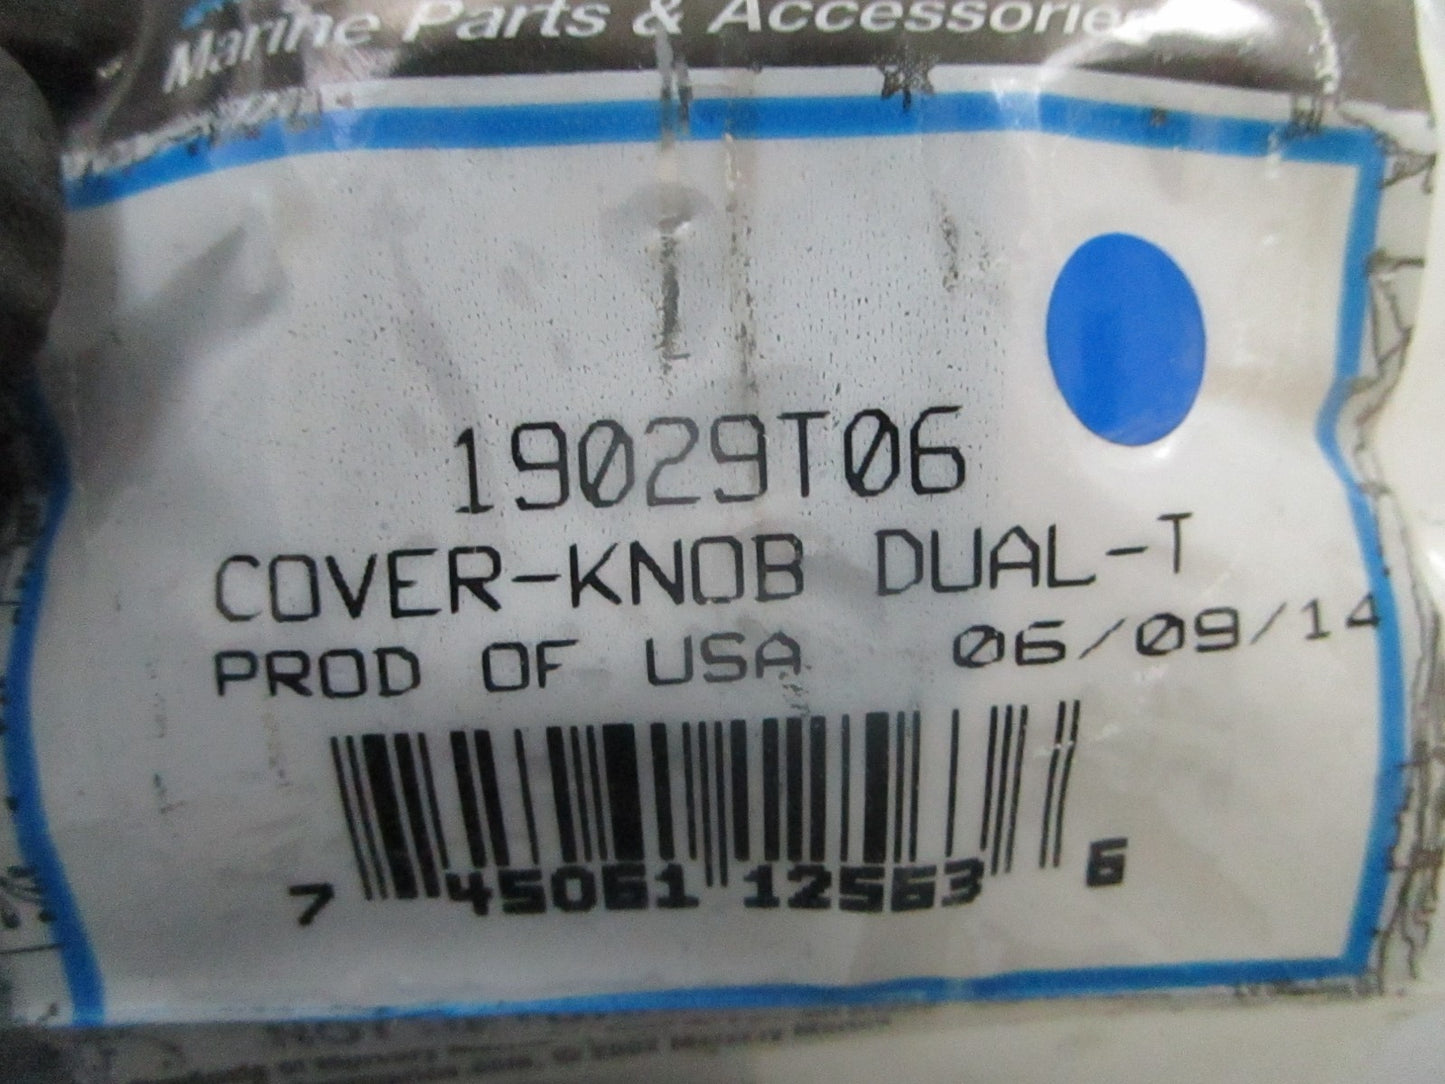 Marine Parts & Accessories
19029T06
COVER-KNOB DUAL-T
PROD OF USA 06/09/14
7 45061 12563 6